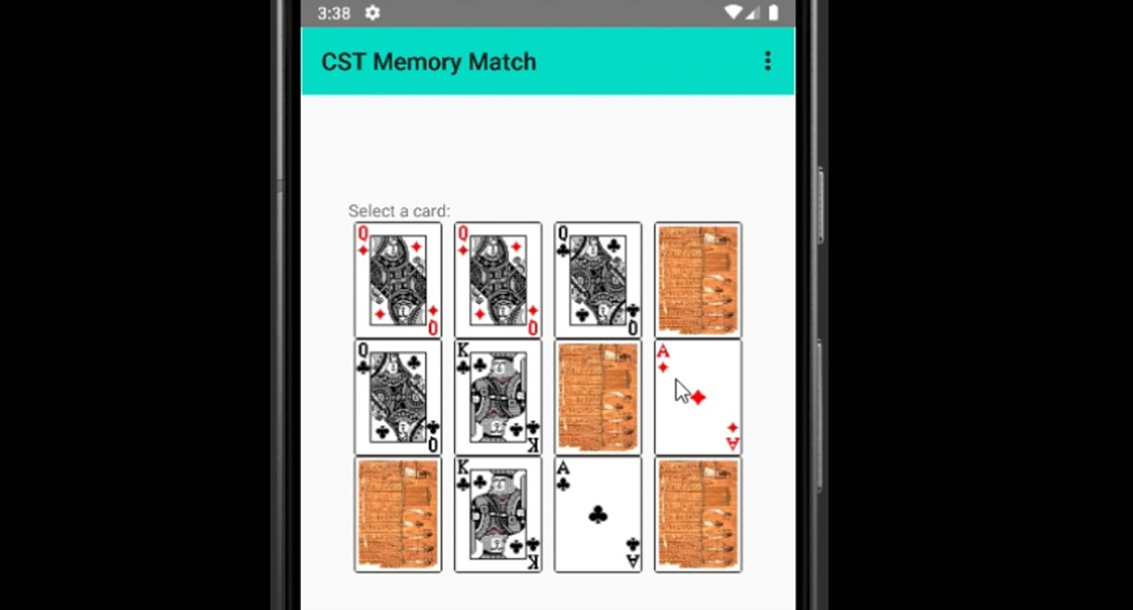 3:38
CST Memory Match
Select a card:
Q Q Q
Q Q Q
Q K A
Q K A
K A
K A